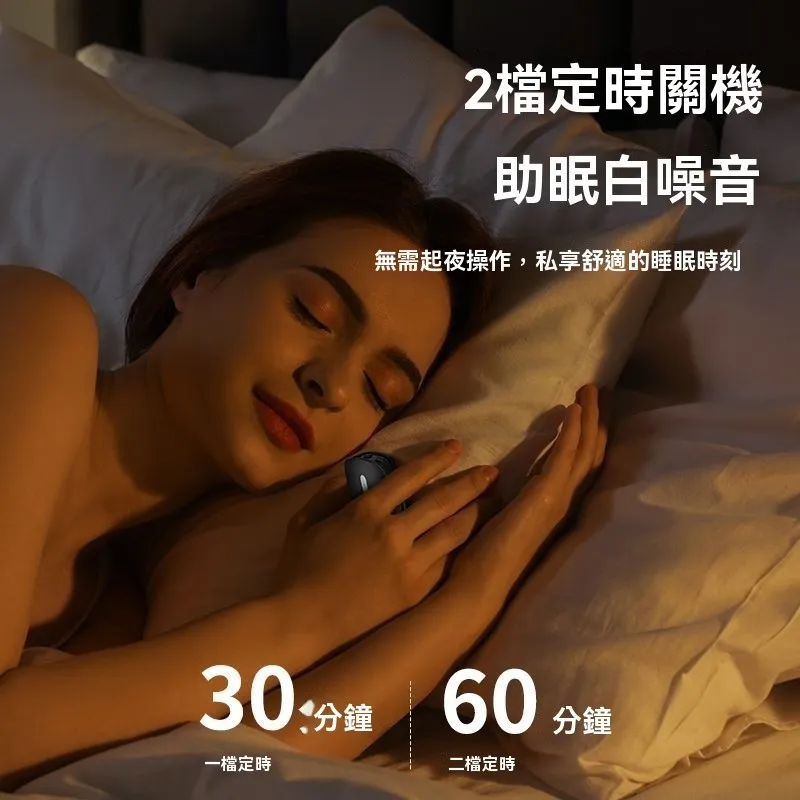 2檔定時關機
助眠白噪音
無需起夜操作，私享舒適的睡眠時刻
30分鐘 60分鐘
一檔定時 二檔定時